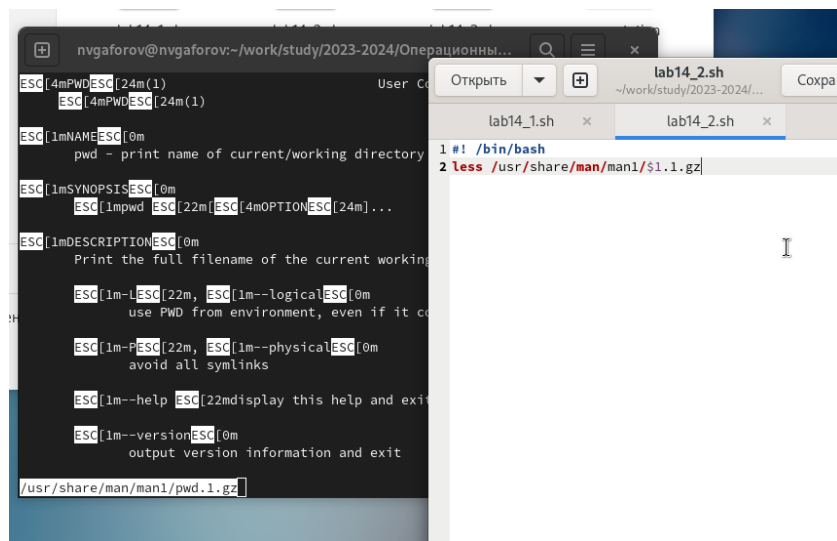 nvgaforov@nvgaforov:~/work/study/2023-2024/Операционны...
ESC[4mPWDESC[24m(1) User Co
ESC[4mPWDESC[24m(1)
ESC[1mNAMEESC[0m
pwd - print name of current/working directory
ESC[1mSYNOPSISESC[0m
ESC[1mpwd ESC[22m[ESC[4mOPTIONESC[24m]...
ESC[1mDESCRIPTIONESC[0m
Print the full filename of the current working
ESC[1m-LESC[22m, ESC[1m--logicalESC[0m
use PWD from environment, even if it co
ESC[1m-PESC[22m, ESC[1m--physicalESC[0m
avoid all symlinks
ESC[1m--help ESC[22mdisplay this help and exit
ESC[1m--versionESC[0m
output version information and exit
/usr/share/man/man1/pwd.1.gz
Открыть
lab14_2.sh
~/work/study/2023-2024/...
Сохра
lab14_1.sh ×
lab14_2.sh ×
1 #! /bin/bash
2 less /usr/share/man/man1/$1.1.gz